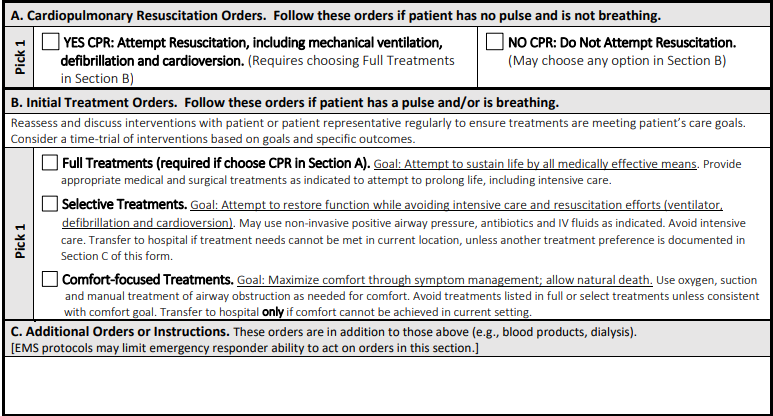 A. Cardiopulmonary Resuscitation Orders. Follow these orders if patient has no pulse and is not breathing.
Pick 1
YES CPR: Attempt Resuscitation, including mechanical ventilation,
defibrillation and cardioversion. (Requires choosing Full Treatments
in Section B)
NO CPR: Do Not Attempt Resuscitation.
(May choose any option in Section B)
B. Initial Treatment Orders. Follow these orders if patient has a pulse and/or is breathing.
Reassess and discuss interventions with patient or patient representative regularly to ensure treatments are meeting patient's care goals.
Consider a time-trial of interventions based on goals and specific outcomes.
Pick 1
Full Treatments (required if choose CPR in Section A). Goal: Attempt to sustain life by all medically effective means. Provide
appropriate medical and surgical treatments as indicated to attempt to prolong life, including intensive care.
Selective Treatments. Goal: Attempt to restore function while avoiding intensive care and resuscitation efforts (ventilator,
defibrillation and cardioversion). May use non-invasive positive airway pressure, antibiotics and IV fluids as indicated. Avoid intensive
care. Transfer to hospital if treatment needs cannot be met in current location, unless another treatment preference is documented in
Section C of this form.
Comfort-focused Treatments. Goal: Maximize comfort through symptom management; allow natural death. Use oxygen, suction
and manual treatment of airway obstruction as needed for comfort. Avoid treatments listed in full or select treatments unless consistent
with comfort goal. Transfer to hospital only if comfort cannot be achieved in current setting.
C. Additional Orders or Instructions. These orders are in addition to those above (e.g., blood products, dialysis).
[EMS protocols may limit emergency responder ability to act on orders in this section.]